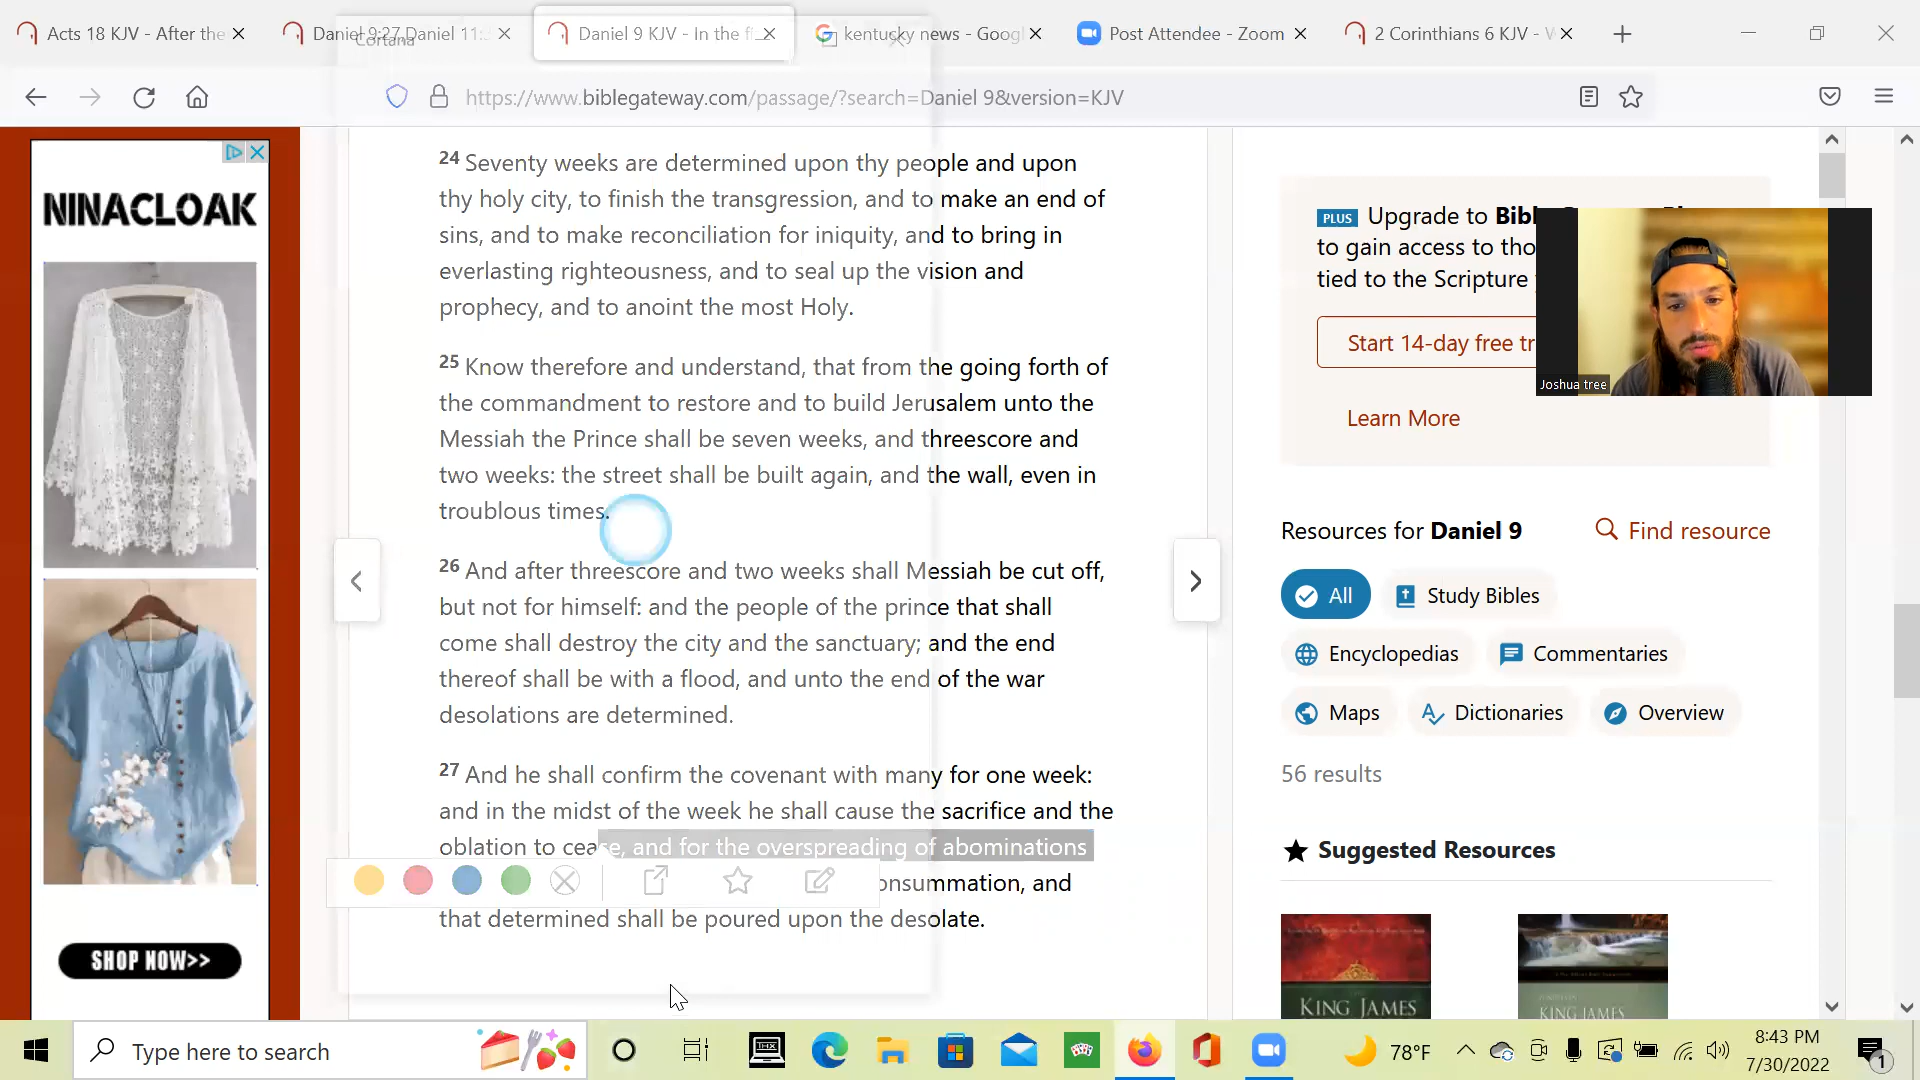 Acts 18 KJV - After the
Daniel 9:27,Daniel 11:
Daniel 9 KJV - In the fi
kentusky news - Googl
Post Attendee - Zoom
2 Corinthians 6 KJV - W
Cortana
https://www.biblegateway.com/passage/?search=Daniel 9&version=KJV
NINACLOAK
SHOP NOW>>
24 Seventy weeks are determined upon thy people and upon
thy holy city, to finish the transgression, and to make an end of
sins, and to make reconciliation for iniquity, and to bring in
everlasting righteousness, and to seal up the vision and
prophecy, and to anoint the most Holy.
25 Know therefore and understand, that from the going forth of
the commandment to restore and to build Jerusalem unto the
Messiah the Prince shall be seven weeks, and threescore and
two weeks: the street shall be built again, and the wall, even in
troublous times.
26 And after threescore and two weeks shall Messiah be cut off,
but not for himself: and the people of the prince that shall
come shall destroy the city and the sanctuary; and the end
thereof shall be with a flood, and unto the end of the war
desolations are determined.
27 And he shall confirm the covenant with many for one week:
and in the midst of the week he shall cause the sacrifice and the
oblation to cease, and for the overspreading of abominations
onsummation, and
that determined shall be poured upon the desolate.
PLUS Upgrade to
to gain access to tho
tied to the Scripture
Start 14-day free tr
Learn More
Joshua tree
Resources for Daniel 9
Find resource
All
Study Bibles
Encyclopedias
Commentaries
Maps
Dictionaries
Overview
56 results
Suggested Resources
KING JAMES
KING JAMES
Type here to search
THX
78°F
8:43 PM
7/30/2022
1